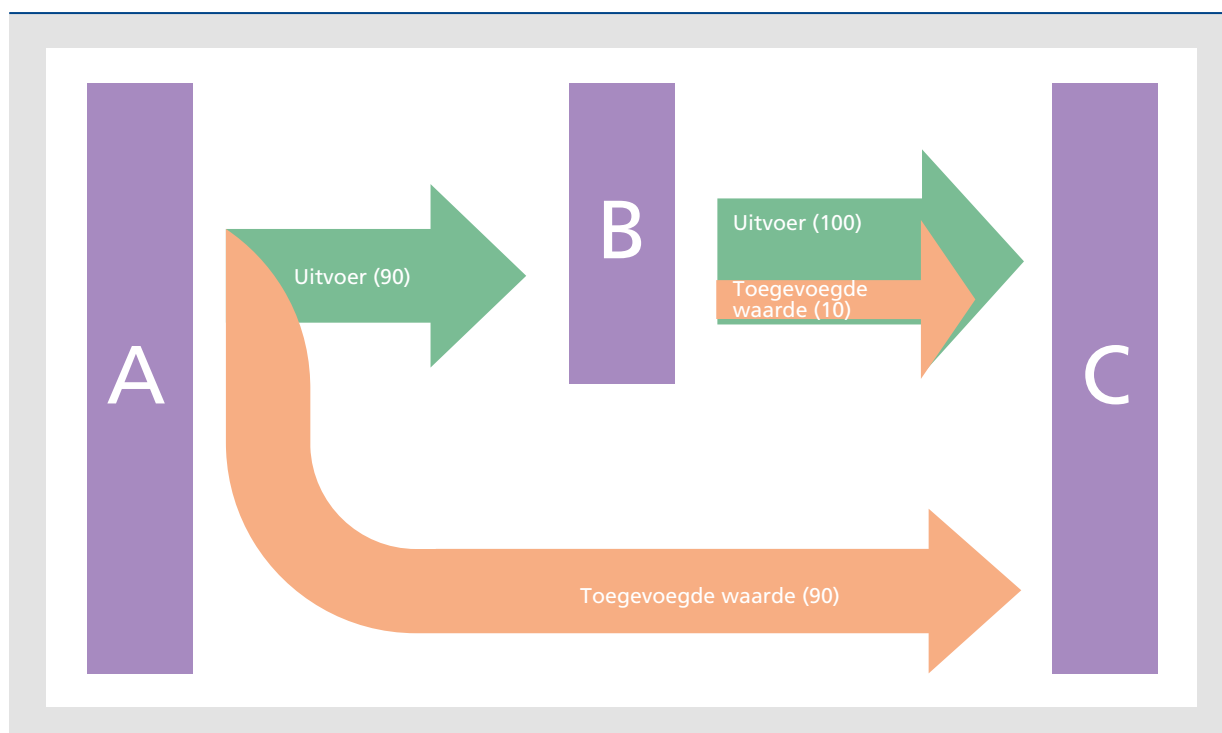 A
Uitvoer (90)
B
Uitvoer (100)
Toegevoegde
waarde (10)
C
Toegevoegde waarde (90)